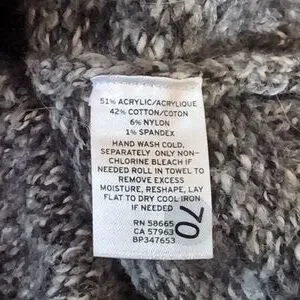 51% ACRYLIC/ACRYLIQUE
42% COTTON/COTON
6% NYLON
1% SPANDEX
HAND WASH COLD,
SEPARATELY ONLY NON-
CHLORINE BLEACH IF
NEEDED ROLL IN TOWEL TO
REMOVE EXCESS
MOISTURE, RESHAPE, LAY
FLAT TO DRY COOL IRON
IF NEEDED
RN 58665
CA 57963
BP347653
70